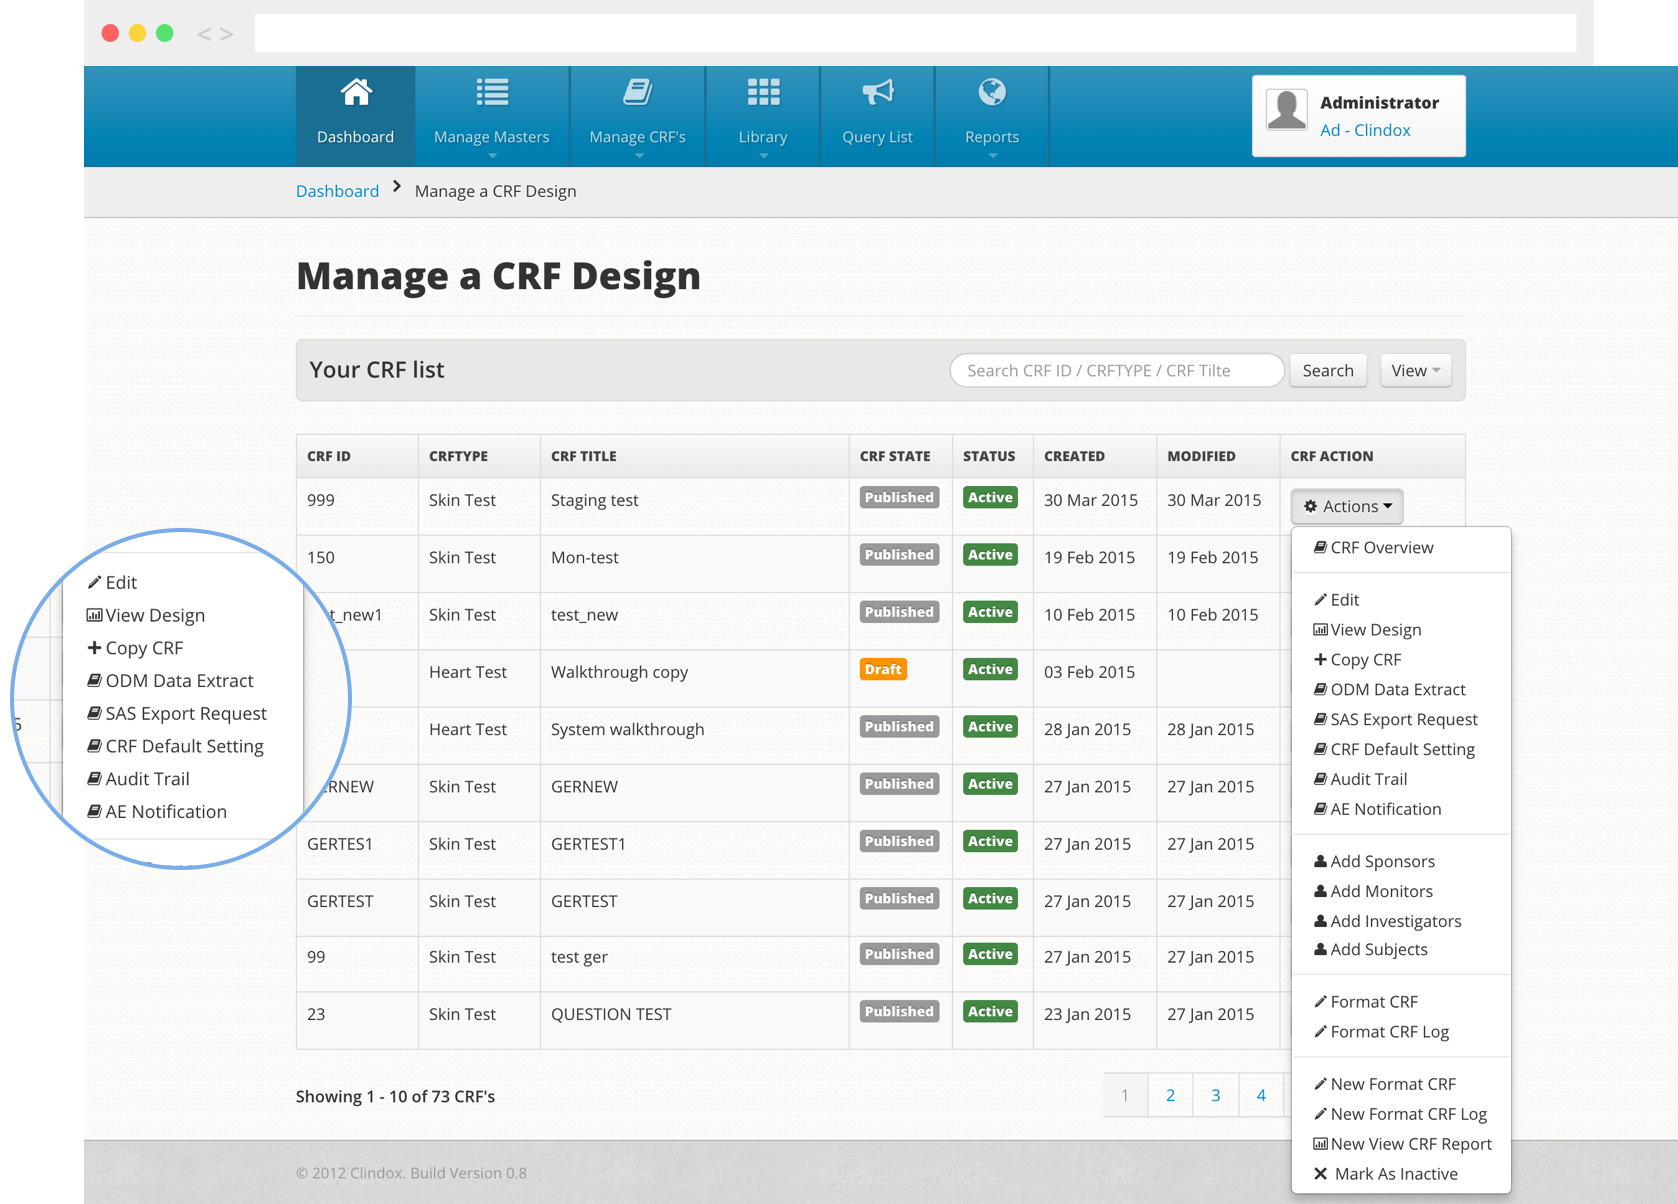 < >
Dashboard
Manage Masters
Manage CRF's
Library
Query List
Reports
Administrator
Ad - Clindox
Dashboard > Manage a CRF Design
Manage a CRF Design
Your CRF list
Search CRF ID / CRFTYPE / CRF Tilte
Search
View
CRF ID CRFTYPE CRF TITLE CRF STATE STATUS CREATED MODIFIED CRF ACTION
999 Skin Test Staging test Published Active 30 Mar 2015 30 Mar 2015 Actions
150 Skin Test Mon-test Published Active 19 Feb 2015 19 Feb 2015
t_new1 Skin Test test_new Published Active 10 Feb 2015 10 Feb 2015
Heart Test Walkthrough copy Draft Active 03 Feb 2015
Heart Test System walkthrough Published Active 28 Jan 2015 28 Jan 2015
RNEW Skin Test GERNEW Published Active 27 Jan 2015 27 Jan 2015
GERTES1 Skin Test GERTEST1 Published Active 27 Jan 2015 27 Jan 2015
GERTEST Skin Test GERTEST Published Active 27 Jan 2015 27 Jan 2015
99 Skin Test test ger Published Active 27 Jan 2015 27 Jan 2015
23 Skin Test QUESTION TEST Published Active 23 Jan 2015 27 Jan 2015
CRF Overview
Edit
View Design
Copy CRF
ODM Data Extract
SAS Export Request
CRF Default Setting
Audit Trail
AE Notification
Add Sponsors
Add Monitors
Add Investigators
Add Subjects
Format CRF
Format CRF Log
New Format CRF
New Format CRF Log
New View CRF Report
Mark As Inactive
Edit
View Design
Copy CRF
ODM Data Extract
SAS Export Request
CRF Default Setting
Audit Trail
AE Notification
5
Showing 1 - 10 of 73 CRF's
1 2 3 4
© 2012 Clindox. Build Version 0.8